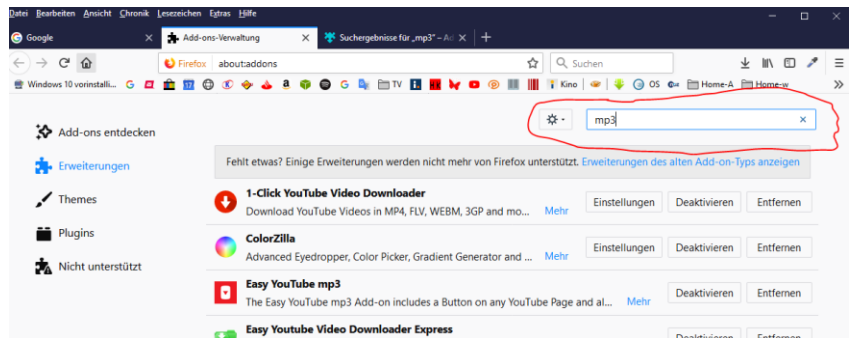 Datei Bearbeiten Ansicht Chronik Lesezeichen Extras Hilfe
Google Add-ons-Verwaltung Suchergebnisse für „mp3" – Ad
Firefox about:addons Suchen
Windows 10 vorinstalli... TV Kino OS Home-A Home-w
mp3
Add-ons entdecken
Erweiterungen
Themes
Plugins
Nicht unterstützt
Fehlt etwas? Einige Erweiterungen werden nicht mehr von Firefox unterstützt. Erweiterungen des alten Add-on-Typs anzeigen
1-Click YouTube Video Downloader
Download YouTube Videos in MP4, FLV, WEBM, 3GP and mo... Mehr Einstellungen Deaktivieren Entfernen
ColorZilla
Advanced Eyedropper, Color Picker, Gradient Generator and ... Mehr Einstellungen Deaktivieren Entfernen
Easy YouTube mp3
The Easy YouTube mp3 Add-on includes a Button on any YouTube Page and al... Mehr Deaktivieren Entfernen
Easy Youtube Video Downloader Express
Deaktivieren Entfernen